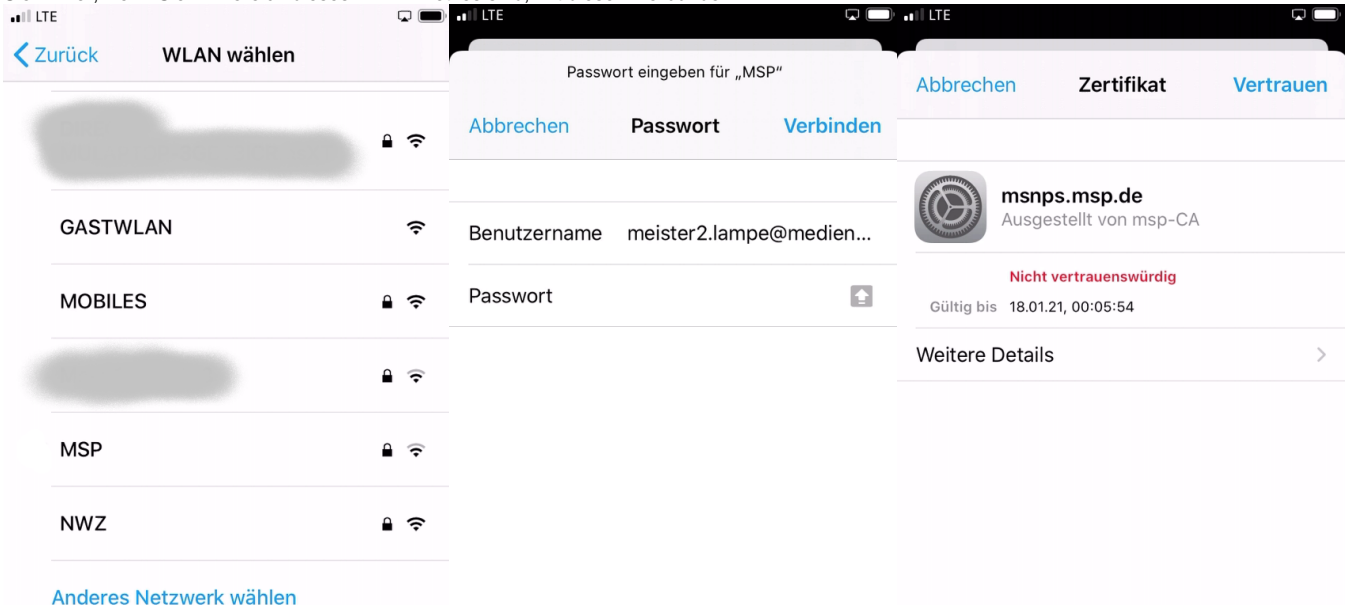 LTE
Zurück WLAN wählen
GASTWLAN
MOBILES
MSP
NWZ
Anderes Netzwerk wählen
LTE
Passwort eingeben für „MSP“
Abbrechen Passwort Verbinden
Benutzername meister2.lampe@medien...
Passwort
LTE
Abbrechen Zertifikat Vertrauen
msnps.msp.de
Ausgestellt von msp-CA
Nicht vertrauenswürdig
Gültig bis 18.01.21, 00:05:54
Weitere Details